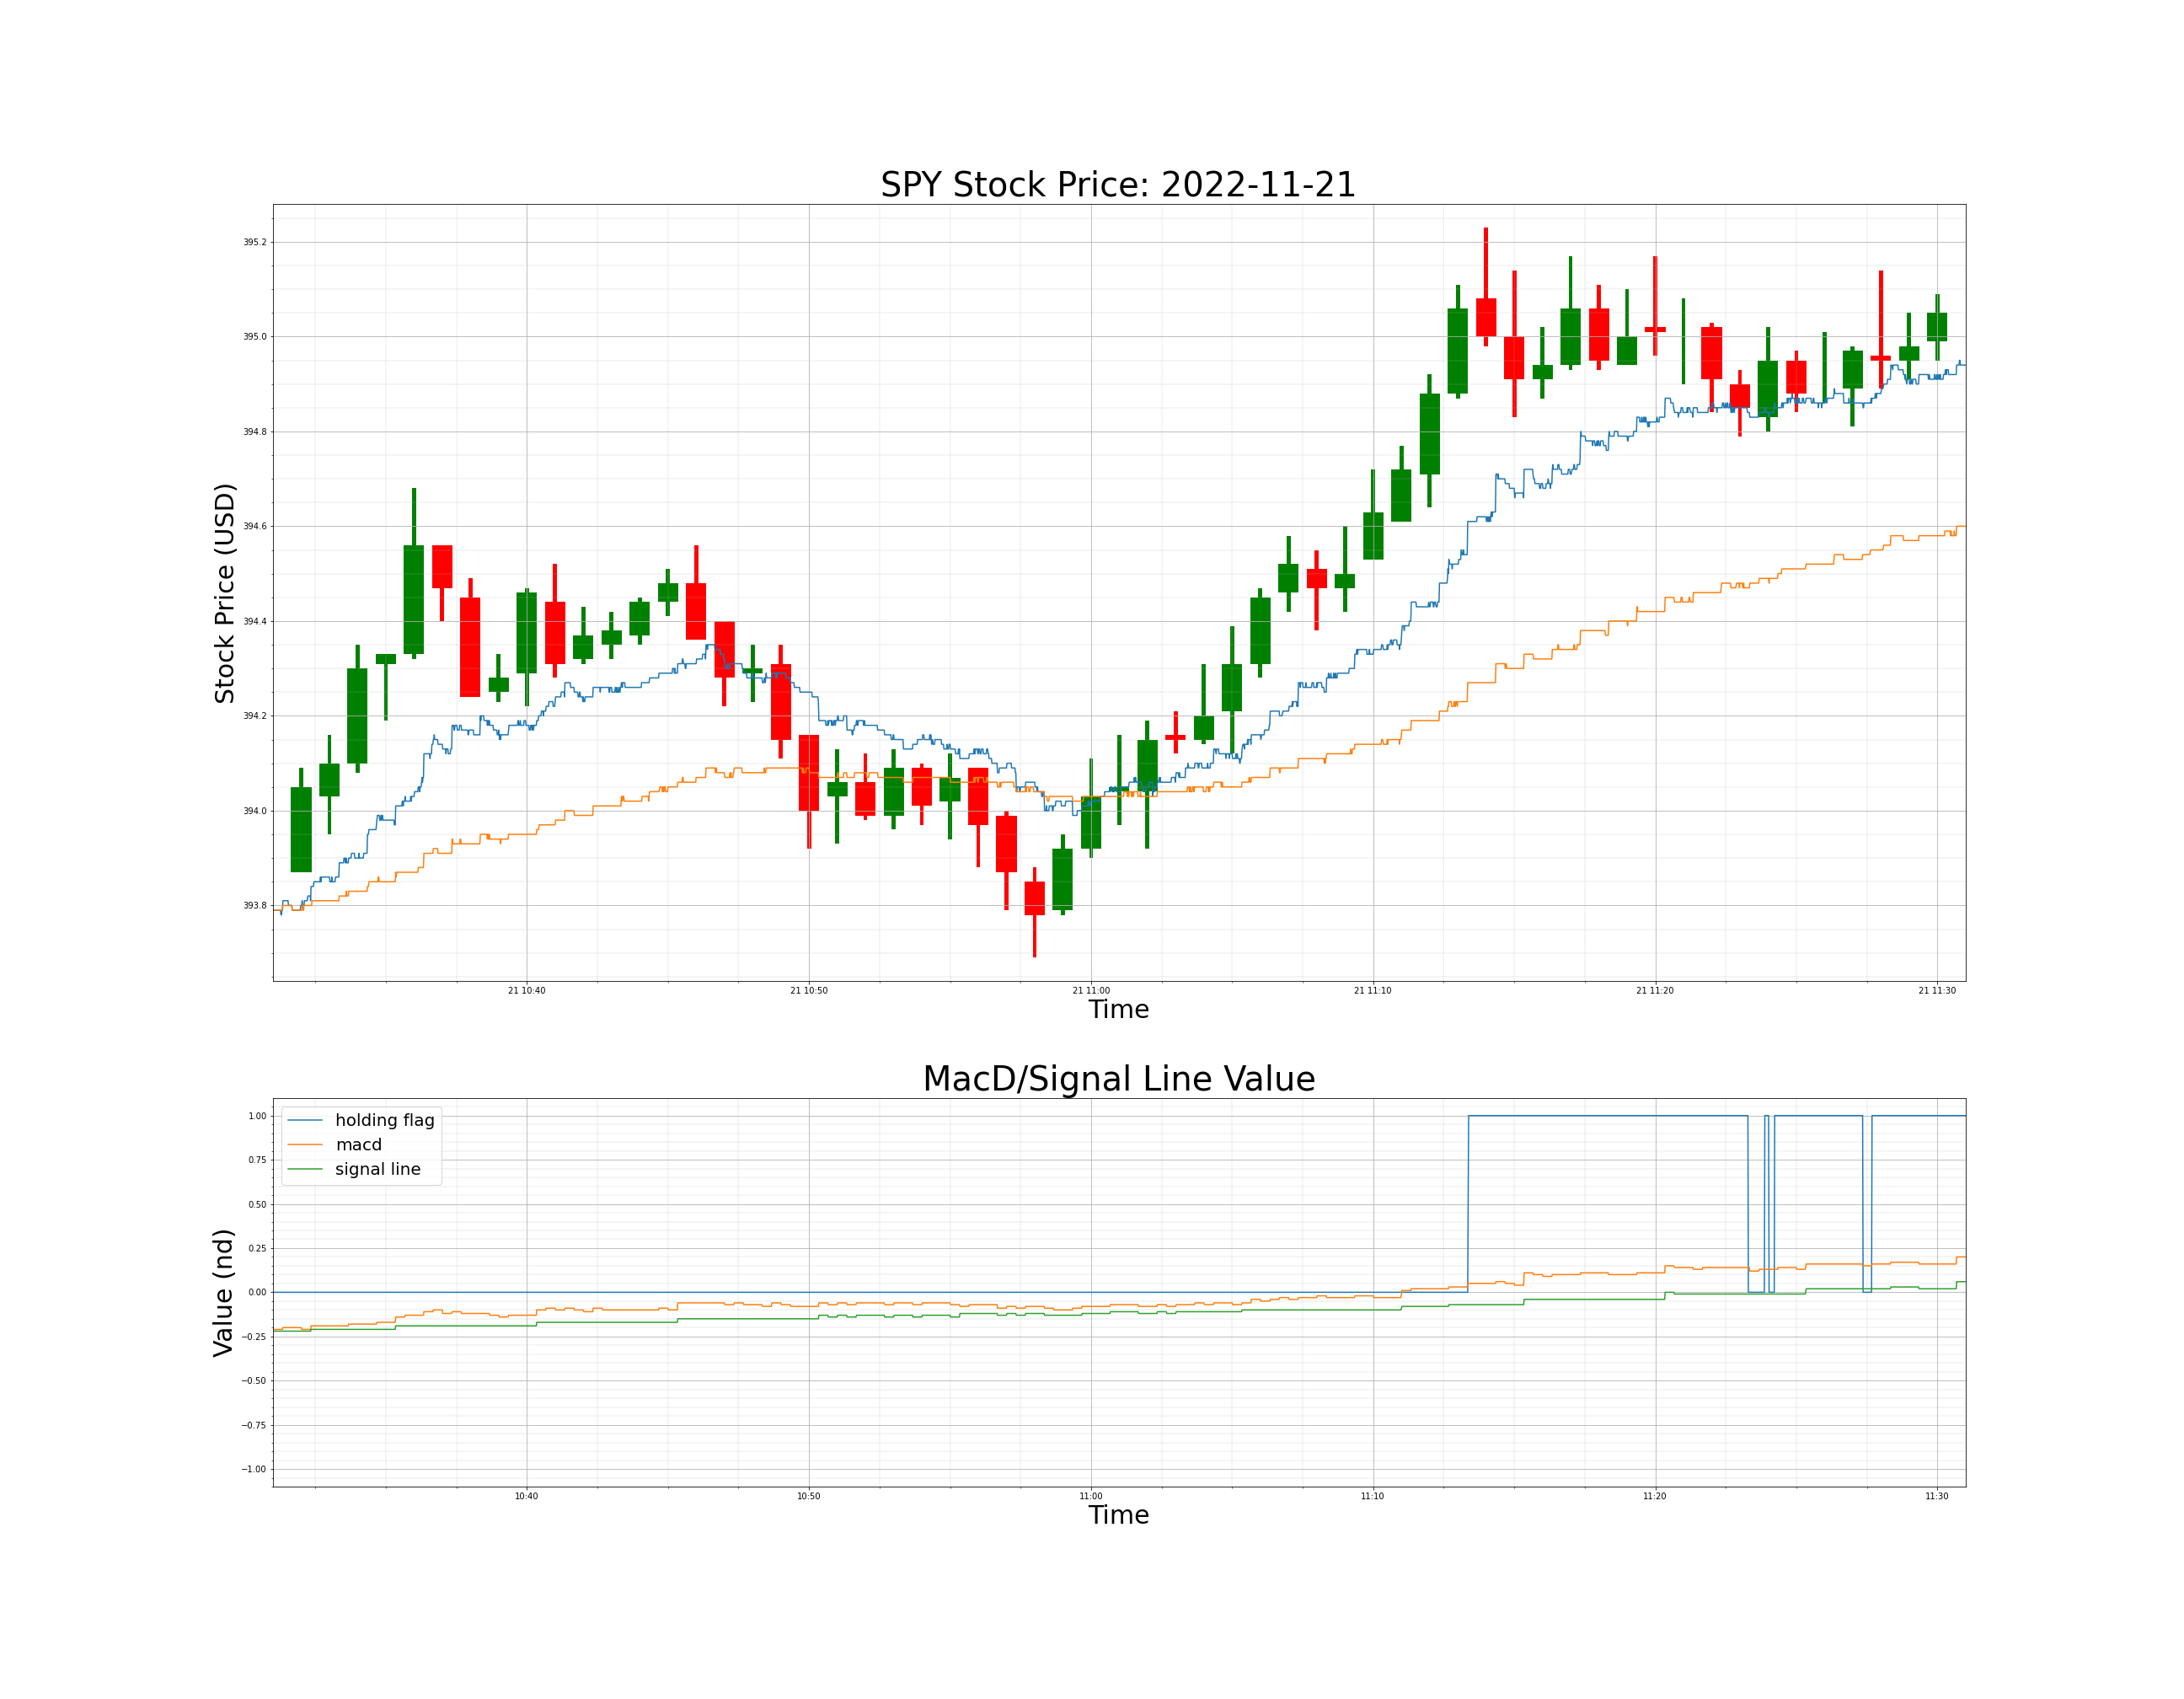 SPY Stock Price: 2022-11-21
Stock Price (USD)
395.2
395.0
394.8
394.6
394.4
394.2
394.0
393.8
21 10:40 21 10:50 21 11:00 21 11:10 21 11:20 21 11:30
Time
MacD/Signal Line Value
Value (nd)
holding flag
macd
signal line
1.00
0.75
0.50
0.25
0.00
−0.25
−0.50
−0.75
−1.00
10:40 10:50 11:00 11:10 11:20 11:30
Time